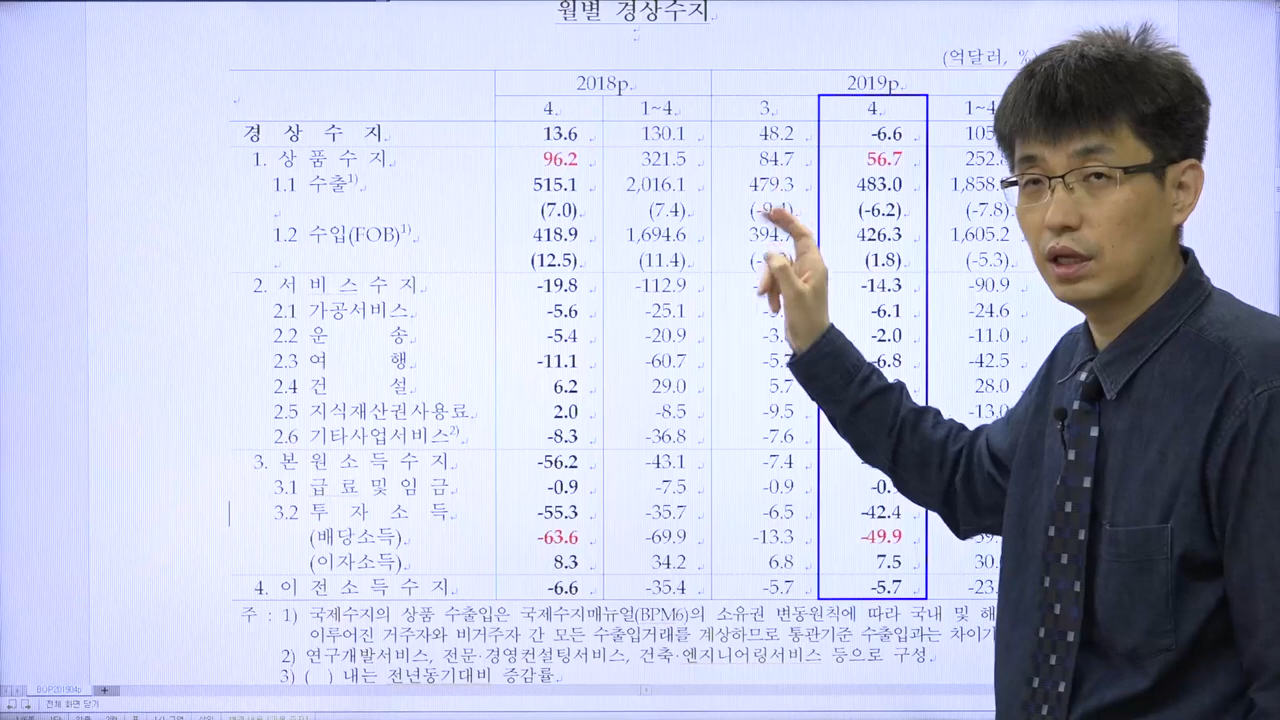 월별 경상수지
(억달러, %)
2018p 2019p
4 1~4 3 4 1~4
경 상 수 지 13.6 130.1 48.2 -6.6
1. 상 품 수 지 96.2 321.5 84.7 56.7
1.1 수출1) 515.1 2,016.1 479.3 483.0
(7.0) (7.4) (-6.2) (-7.8)
1.2 수입(FOB)1) 418.9 1,694.6 426.3 1,605.2
(12.5) (11.4) (1.8) (-5.3)
2. 서 비 스 수 지 -19.8 -112.9 -14.3 -90.9
2.1 가공서비스 -5.6 -25.1 -6.1 -24.6
2.2 운 송 -5.4 -20.9 -2.0 -11.0
2.3 여 행 -11.1 -60.7 -6.8 -42.5
2.4 건 설 6.2 29.0 5.7 28.0
2.5 지식재산권사용료 2.0 -8.5 -9.5
2.6 기타사업서비스2) -8.3 -36.8 -7.6
3. 본 원 소 득 수 지 -56.2 -43.1 -7.4
3.1 급 료 및 임 금 -0.9 -7.5 -0.9
3.2 투 자 소 득 -55.3 -35.7 -6.5 -42.4
(배당소득) -63.6 -69.9 -13.3 -49.9
(이자소득) 8.3 34.2 6.8 7.5
4. 이 전 소 득 수 지 -6.6 -35.4 -5.7 -5.7
주 : 1) 국제수지의 상품 수출입은 국제수지매뉴얼(BPM6)의 소유권 변동원칙에 따라 국내 및 해
이루어진 거주자와 비거주자 간 모든 수출입거래를 계상하므로 통관기준 수출입과는 차이가
2) 연구개발서비스, 전문·경영컨설팅서비스, 건축·엔지니어링서비스 등으로 구성.
3) ( ) 내는 전년동기대비 증감률.
BOP201904p
전체 화면 닫기